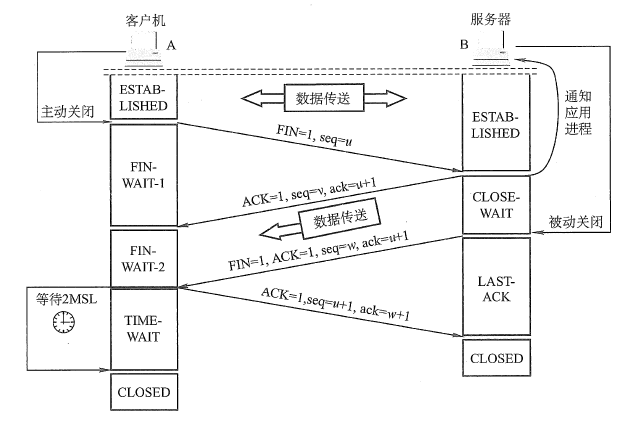 客户机
服务器
A
B
ESTAB-
LISHED
数据传送
ESTAB-
LISHED
通知
应用
进程
主动关闭
FIN=1, seq=u
FIN-
WAIT-1
ACK=1, seq=v, ack=u+1
CLOSE-
WAIT
数据传送
被动关闭
FIN-
WAIT-2
FIN=1, ACK=1, seq=w, ack=u+1
LAST-
ACK
等待2MSL
ACK=1,seq=u+1, ack=w+1
TIME-
WAIT
CLOSED
CLOSED